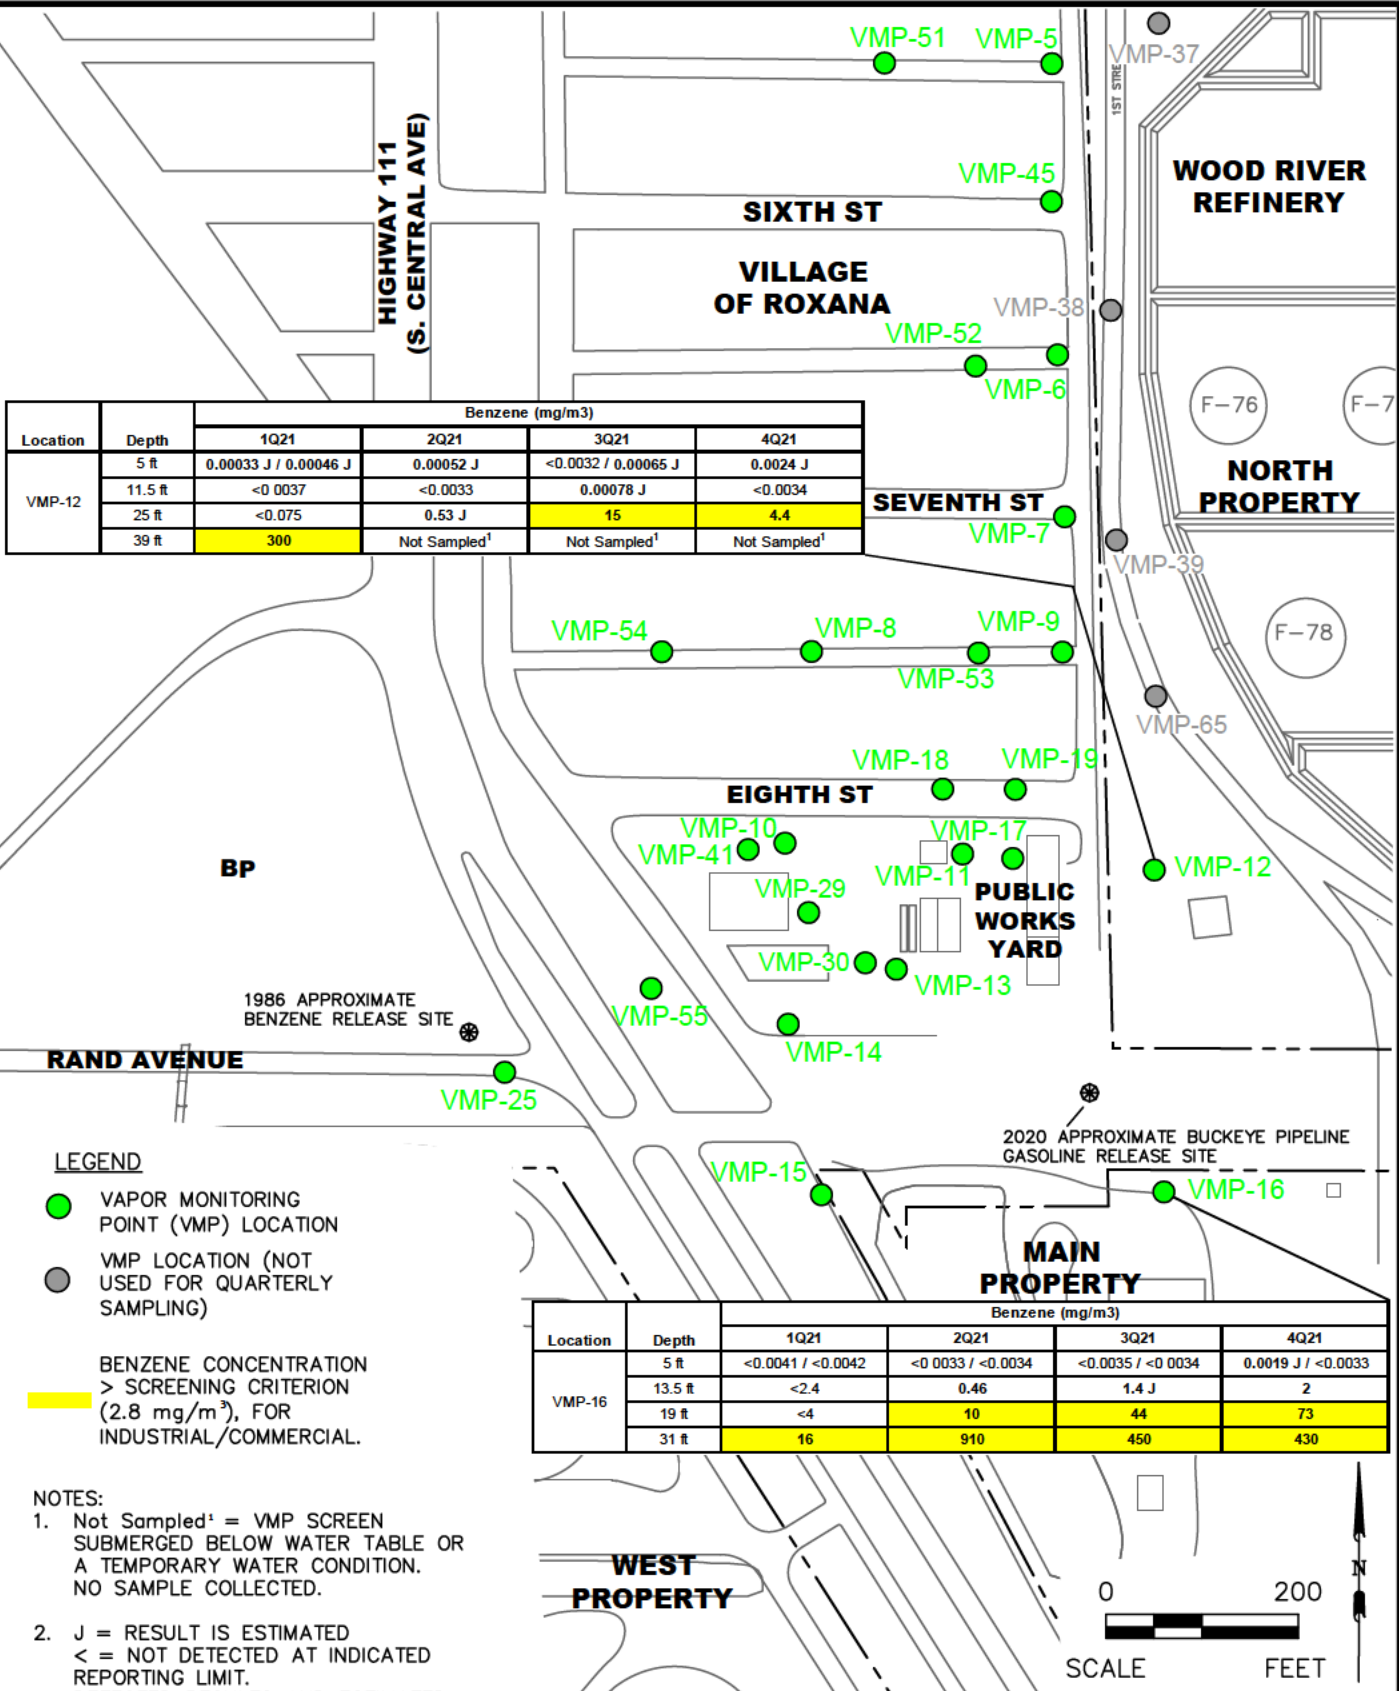 VMP-51
VMP-5
VMP-37
1ST STRE
HIGHWAY 111
(S. CENTRAL AVE)
WOOD RIVER
REFINERY
VMP-45
SIXTH ST
VILLAGE
OF ROXANA
VMP-38
VMP-52
VMP-6
F-76
F-7
NORTH
PROPERTY
Benzene (mg/m3)
Location Depth 1Q21 2Q21 3Q21 4Q21
VMP-12
5 ft 0.00033 J / 0.00046 J 0.00052 J <0.0032 / 0.00065 J 0.0024 J
11.5 ft <0 0037 <0.0033 0.00078 J <0.0034
25 ft <0.075 0.53 J 15 4.4
39 ft 300 Not Sampled¹ Not Sampled¹ Not Sampled¹
SEVENTH ST
VMP-7
VMP-39
VMP-54
VMP-8
VMP-9
VMP-53
F-78
VMP-65
VMP-18
VMP-19
EIGHTH ST
VMP-10
VMP-41
VMP-17
VMP-11
VMP-12
BP
VMP-29
PUBLIC
WORKS
YARD
VMP-30
VMP-13
1986 APPROXIMATE
BENZENE RELEASE SITE
VMP-55
VMP-14
RAND AVENUE
VMP-25
2020 APPROXIMATE BUCKEYE PIPELINE
GASOLINE RELEASE SITE
VMP-15
VMP-16
MAIN
PROPERTY
LEGEND
VAPOR MONITORING
POINT (VMP) LOCATION
VMP LOCATION (NOT
USED FOR QUARTERLY
SAMPLING)
BENZENE CONCENTRATION
> SCREENING CRITERION
(2.8 mg/m³), FOR
INDUSTRIAL/COMMERCIAL.
Benzene (mg/m3)
Location Depth 1Q21 2Q21 3Q21 4Q21
VMP-16
5 ft <0.0041 / <0.0042 <0 0033 / <0.0034 <0.0035 / <0 0034 0.0019 J / <0.0033
13.5 ft <2.4 0.46 1.4 J 2
19 ft <4 10 44 73
31 ft 16 910 450 430
NOTES:
1. Not Sampled¹ = VMP SCREEN
SUBMERGED BELOW WATER TABLE OR
A TEMPORARY WATER CONDITION.
NO SAMPLE COLLECTED.
2. J = RESULT IS ESTIMATED
< = NOT DETECTED AT INDICATED
REPORTING LIMIT.
WEST
PROPERTY
0 200
SCALE FEET
N